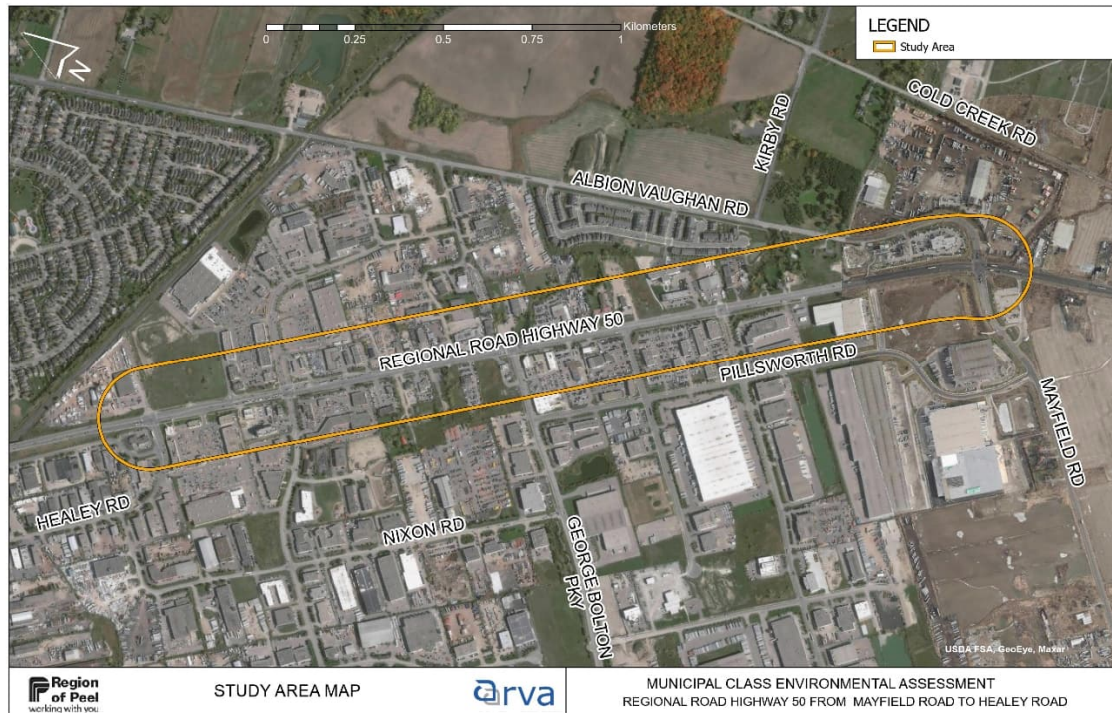 LEGEND
Study Area
Kilometers
0 0.25 0.5 0.75 1
N
COLD CREEK RD
KIRBY RD
ALBION VAUGHAN RD
REGIONAL ROAD HIGHWAY 50
PILLSWORTH RD
MAYFIELD RD
HEALEY RD
NIXON RD
GEORGE BOLTON
PKY
USDA FSA, GeoEye, Maxar
Region
of Peel
working with you
STUDY AREA MAP
arva
MUNICIPAL CLASS ENVIRONMENTAL ASSESSMENT
REGIONAL ROAD HIGHWAY 50 FROM MAYFIELD ROAD TO HEALEY ROAD